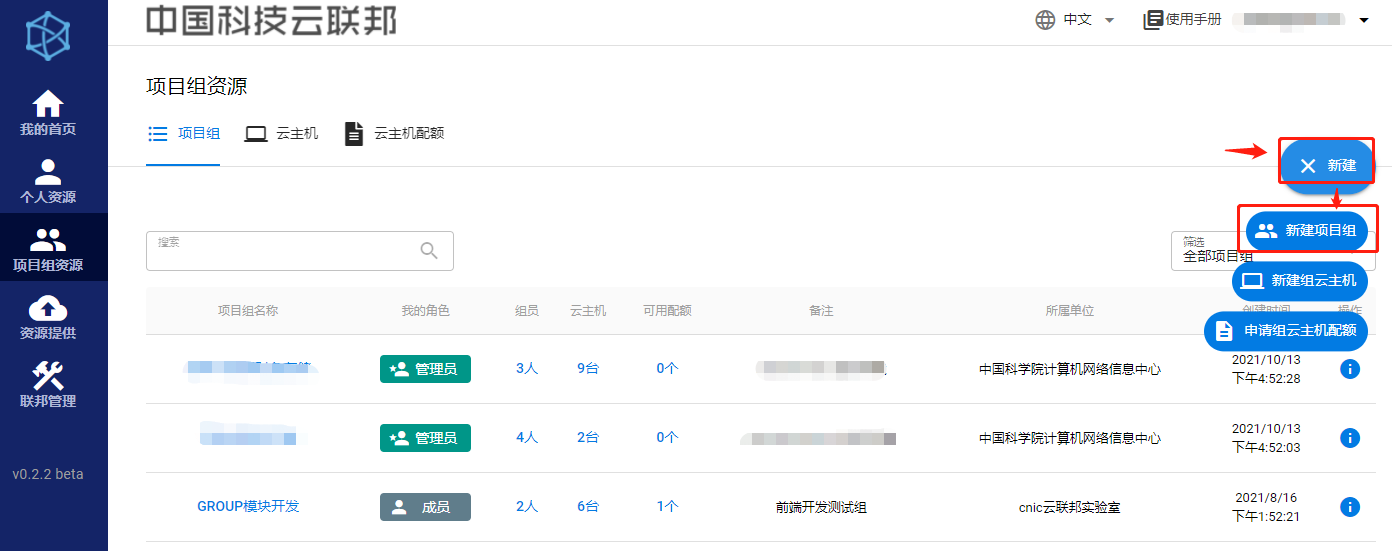 中国科技云联邦
中文
使用手册
我的首页
个人资源
项目组资源
资源提供
联邦管理
v0.2.2 beta
项目组资源
项目组
云主机
云主机配额
新建
新建项目组
新建组云主机
申请组云主机配额
搜索
筛选
全部项目组
项目组名称 我的角色 组员 云主机 可用配额 备注 所属单位 创建时间 操作
管理员 3人 9台 0个 中国科学院计算机网络信息中心 2021/10/13
下午4:52:28
管理员 4人 2台 0个 中国科学院计算机网络信息中心 2021/10/13
下午4:52:03
GROUP模块开发 成员 2人 6台 1个 前端开发测试组 cnic云联邦实验室 2021/8/16
下午1:52:21